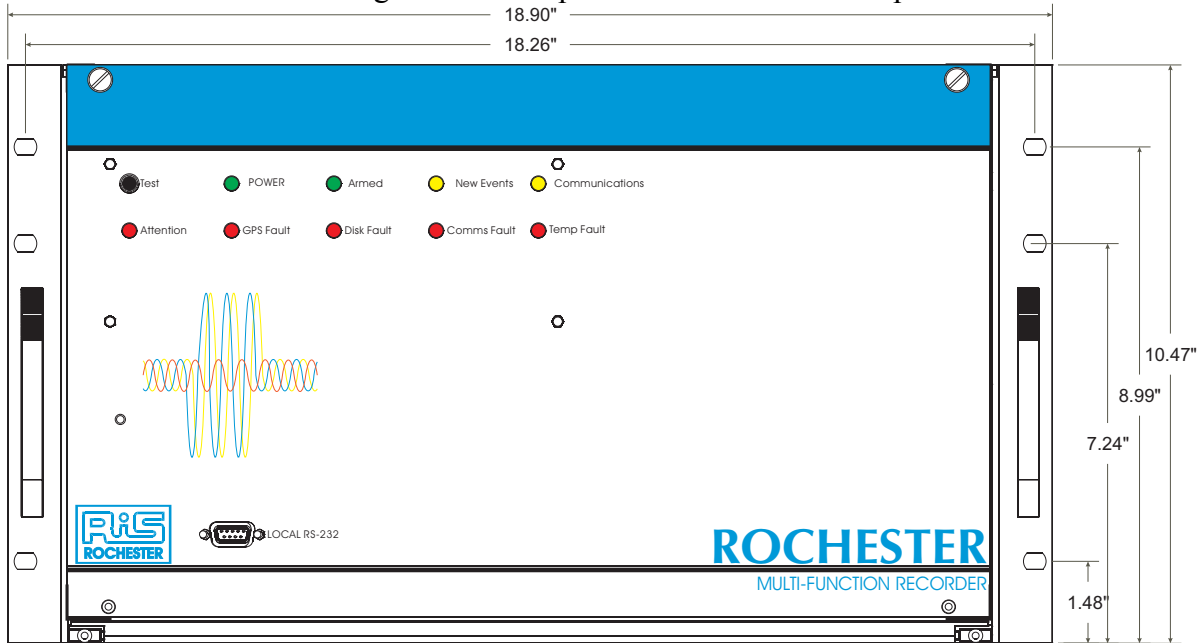 18.90"
18.26"
Test POWER Armed New Events Communications
Attention GPS Fault Disk Fault Comms Fault Temp Fault
10.47"
8.99"
7.24"
RiS
ROCHESTER
LOCAL RS-232
ROCHESTER
MULTI-FUNCTION RECORDER
1.48"